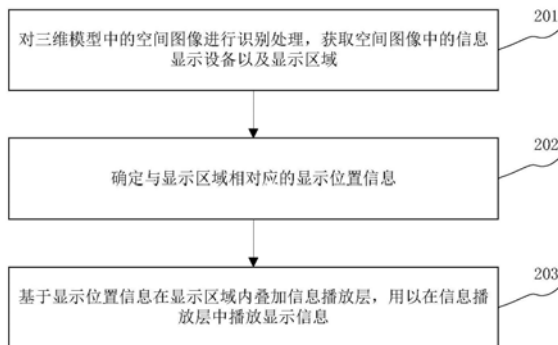 201
对三维模型中的空间图像进行识别处理，获取空间图像中的信息
显示设备以及显示区域
202
确定与显示区域相对应的显示位置信息
203
基于显示位置信息在显示区域内叠加信息播放层，用以在信息播
放层中播放显示信息